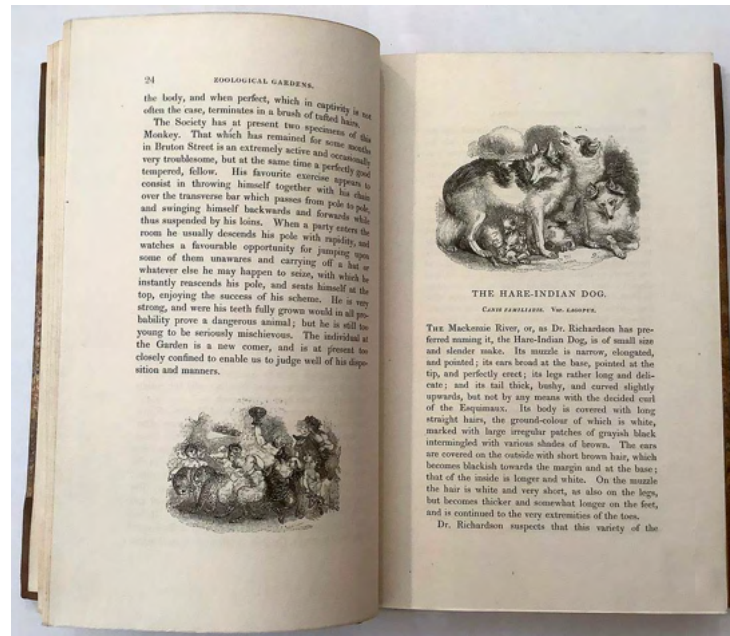 24 ZOOLOGICAL GARDENS.
the body, and when perfect, which in captivity is not
often the case, terminates in a brush of tufted hairs.
The Society has at present two specimens of this
Monkey. That which has remained for some months
in Bruton Street is an extremely active and occasionally
very troublesome, but at the same time a perfectly good
tempered, fellow. His favourite exercise appears to
consist in throwing himself together with his chain
over the transverse bar which passes from pole to pole,
and swinging himself backwards and forwards while
thus suspended by his loins. When a party enters the
room he usually descends his pole with rapidity, and
watches a favourable opportunity for jumping upon
some of them unawares and carrying off a hat or
whatever else he may happen to seize, with which he
instantly reascends his pole, and seats himself at the
top, enjoying the success of his scheme. He is very
strong, and were his teeth fully grown would in all pro-
bability prove a dangerous animal; but he is still too
young to be seriously mischievous. The individual at
the Garden is a new comer, and is at present too
closely confined to enable us to judge well of his dispo-
sition and manners.
THE HARE-INDIAN DOG.
CANIS FAMILIARIS. VAR. LAGOPUS.
THE Mackenzie River, or, as Dr. Richardson has pre-
ferred naming it, the Hare-Indian Dog, is of small size
and slender make. Its muzzle is narrow, elongated,
and pointed; its ears broad at the base, pointed at the
tip, and perfectly erect; its legs rather long and deli-
cate; and its tail thick, bushy, and curved slightly
upwards, but not by any means with the decided curl
of the Esquimaux. Its body is covered with long
straight hairs, the ground-colour of which is white,
marked with large irregular patches of grayish black
intermingled with various shades of brown. The ears
are covered on the outside with short brown hair, which
becomes blackish towards the margin and at the base;
that of the inside is longer and white. On the muzzle
the hair is white and very short, as also on the legs,
but becomes thicker and somewhat longer on the feet,
and is continued to the very extremities of the toes.
Dr. Richardson suspects that this variety of the